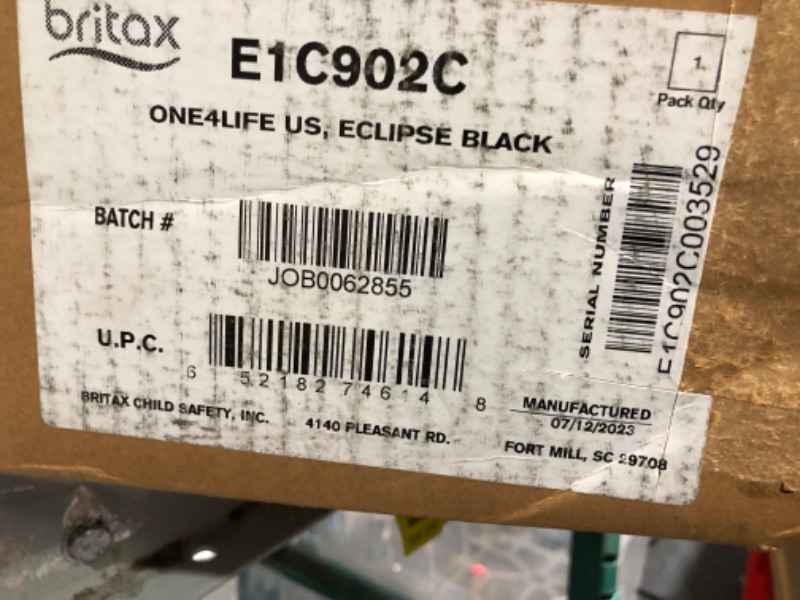 britax
E1C902C
1
Pack Qty
ONE4LIFE US, ECLIPSE BLACK
BATCH #
JOB0062855
SERIAL NUMBER
E1C902C003529
U.P.C.
6 52182 74614 8
MANUFACTURED
07/12/2023
BRITAX CHILD SAFETY, INC. 4140 PLEASANT RD. FORT MILL, SC 29708